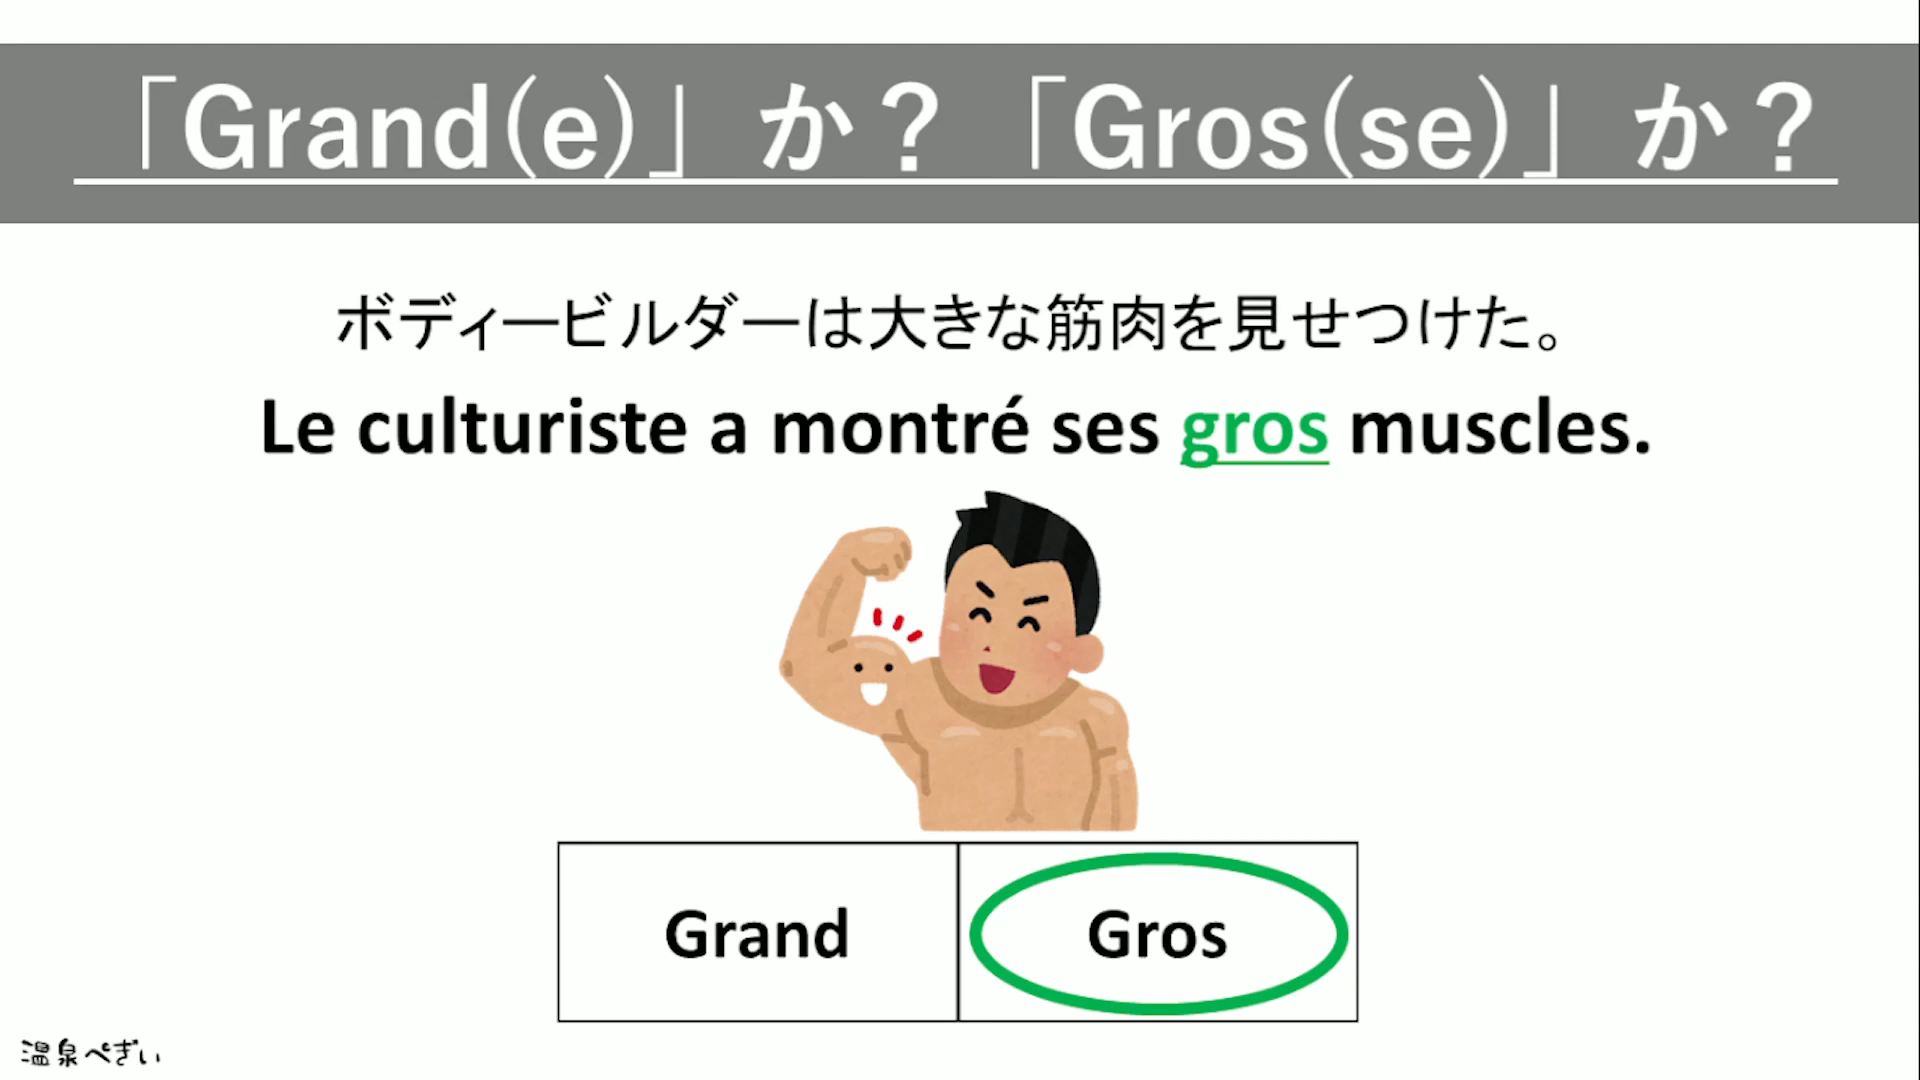 「Grand(e)」か？「Gros(se)」か？
ボディービルダーは大きな筋肉を見せつけた。
Le culturiste a montré ses gros muscles.
Grand
Gros
温泉ぺぎぃ